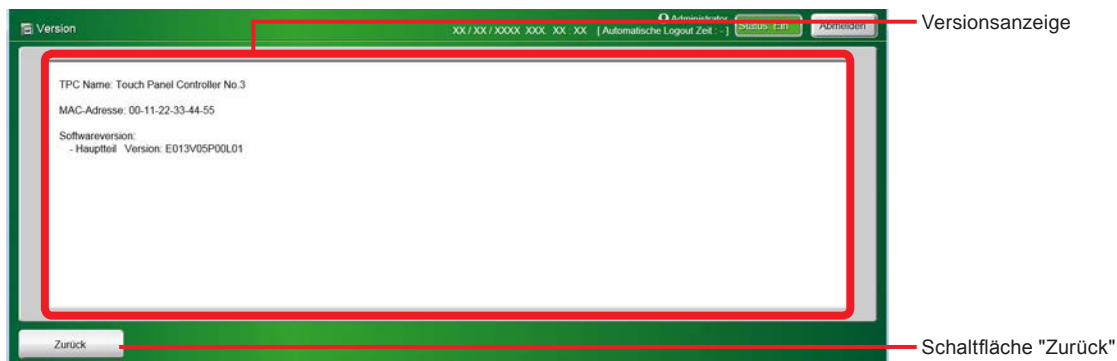 Version
Administrator
XX / XX / XXXX XXX XX : XX [ Automatische Logout Zeit : - ]
Status Ein
Abmelden
Versionsanzeige
TPC Name: Touch Panel Controller No.3
MAC-Adresse: 00-11-22-33-44-55
Softwareversion:
- Hauptteil Version: E013V05P00L01
Zurück
Schaltfläche "Zurück"